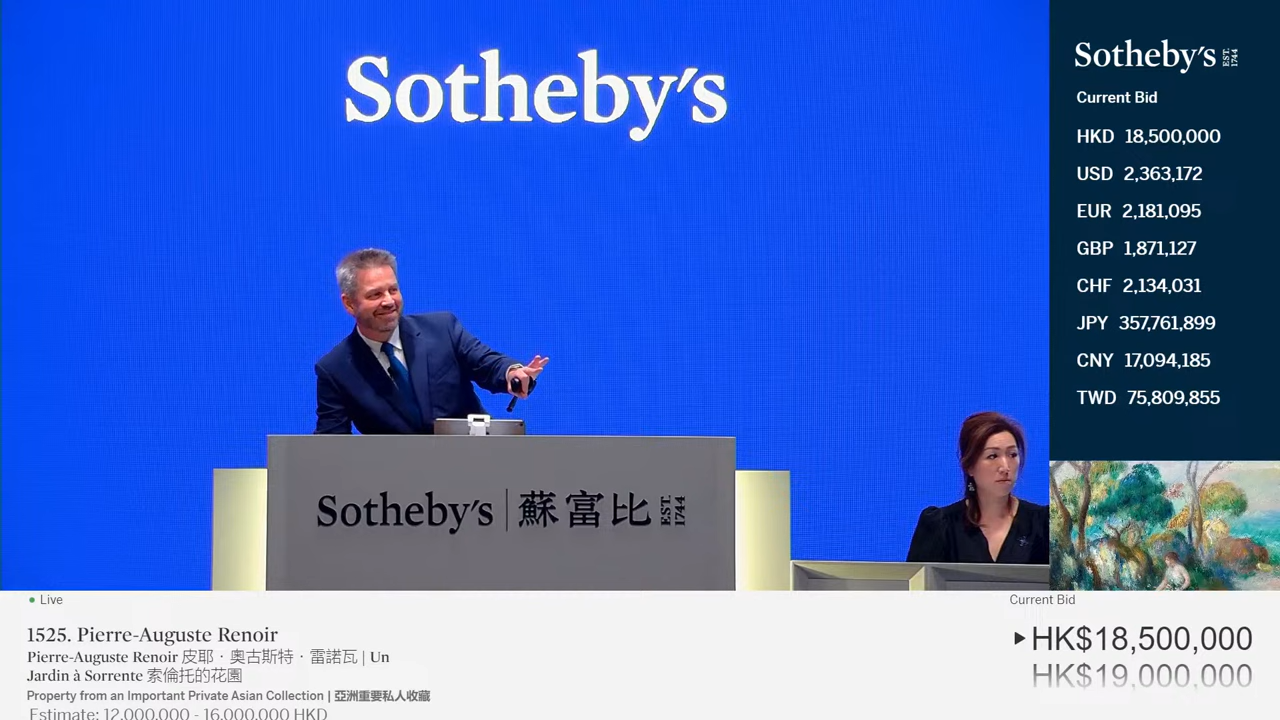 Sotheby's
Sotheby's | 蘇富比 EST. 1744
Sotheby's EST. 1744
Current Bid
HKD 18,500,000
USD 2,363,172
EUR 2,181,095
GBP 1,871,127
CHF 2,134,031
JPY 357,761,899
CNY 17,094,185
TWD 75,809,855
Live
1525. Pierre-Auguste Renoir
Pierre-Auguste Renoir 皮耶・奧古斯特・雷諾瓦 | Un
Jardin à Sorrente 索倫托的花園
Property from an Important Private Asian Collection | 亞洲重要私人收藏
Estimate: 12,000,000 - 16,000,000 HKD
Current Bid
HK$18,500,000
HK$19,000,000